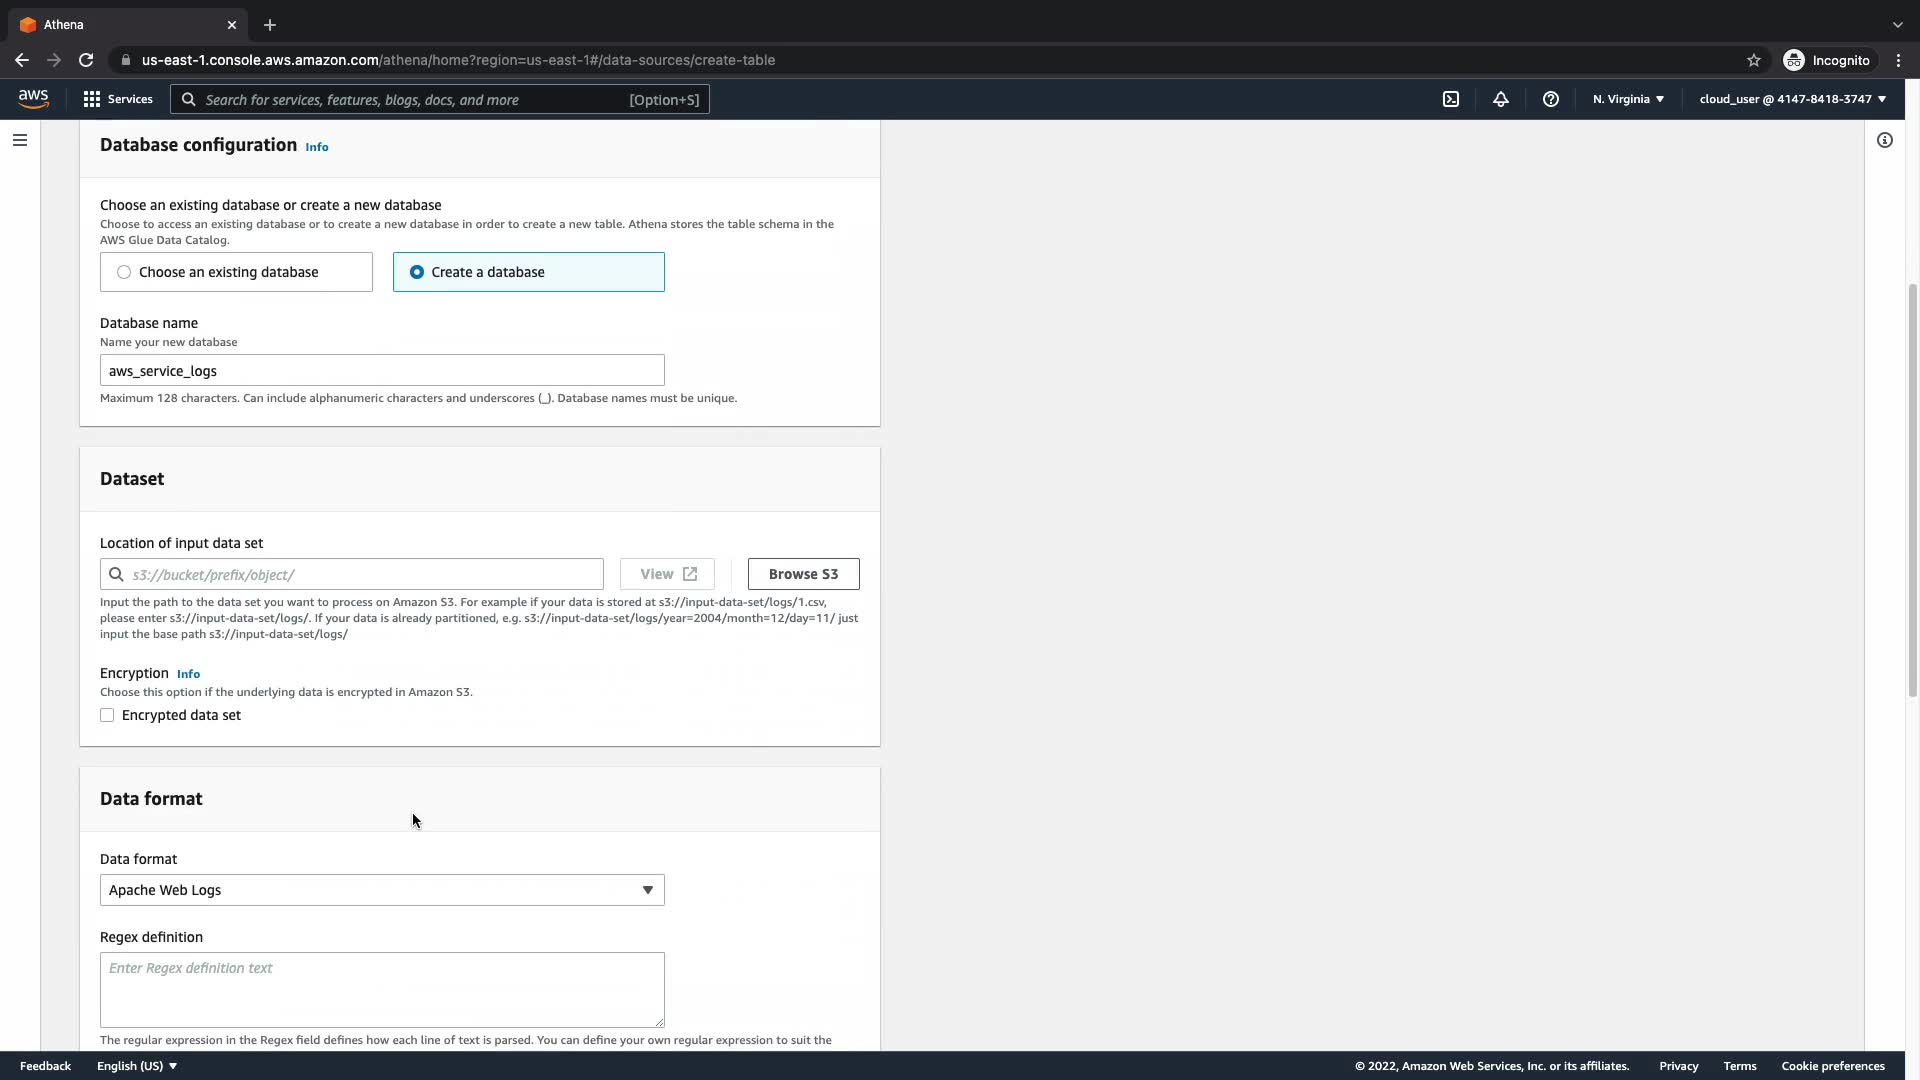 Athena
us-east-1.console.aws.amazon.com/athena/home?region=us-east-1#/data-sources/create-table
Incognito
aws
Services
Search for services, features, blogs, docs, and more
[Option+S]
N. Virginia
cloud_user @ 4147-8418-3747
Database configuration Info
Choose an existing database or create a new database
Choose to access an existing database or to create a new database in order to create a new table. Athena stores the table schema in the
AWS Glue Data Catalog.
Choose an existing database
Create a database
Database name
Name your new database
aws_service_logs
Maximum 128 characters. Can include alphanumeric characters and underscores (_). Database names must be unique.
Dataset
Location of input data set
s3://bucket/prefix/object/
View
Browse S3
Input the path to the data set you want to process on Amazon S3. For example if your data is stored at s3://input-data-set/logs/1.csv,
please enter s3://input-data-set/logs/. If your data is already partitioned, e.g. s3://input-data-set/logs/year=2004/month=12/day=11/ just
input the base path s3://input-data-set/logs/
Encryption Info
Choose this option if the underlying data is encrypted in Amazon S3.
Encrypted data set
Data format
Data format
Apache Web Logs
Regex definition
Enter Regex definition text
The regular expression in the Regex field defines how each line of text is parsed. You can define your own regular expression to suit the
Feedback
English (US)
© 2022, Amazon Web Services, Inc. or its affiliates.
Privacy
Terms
Cookie preferences